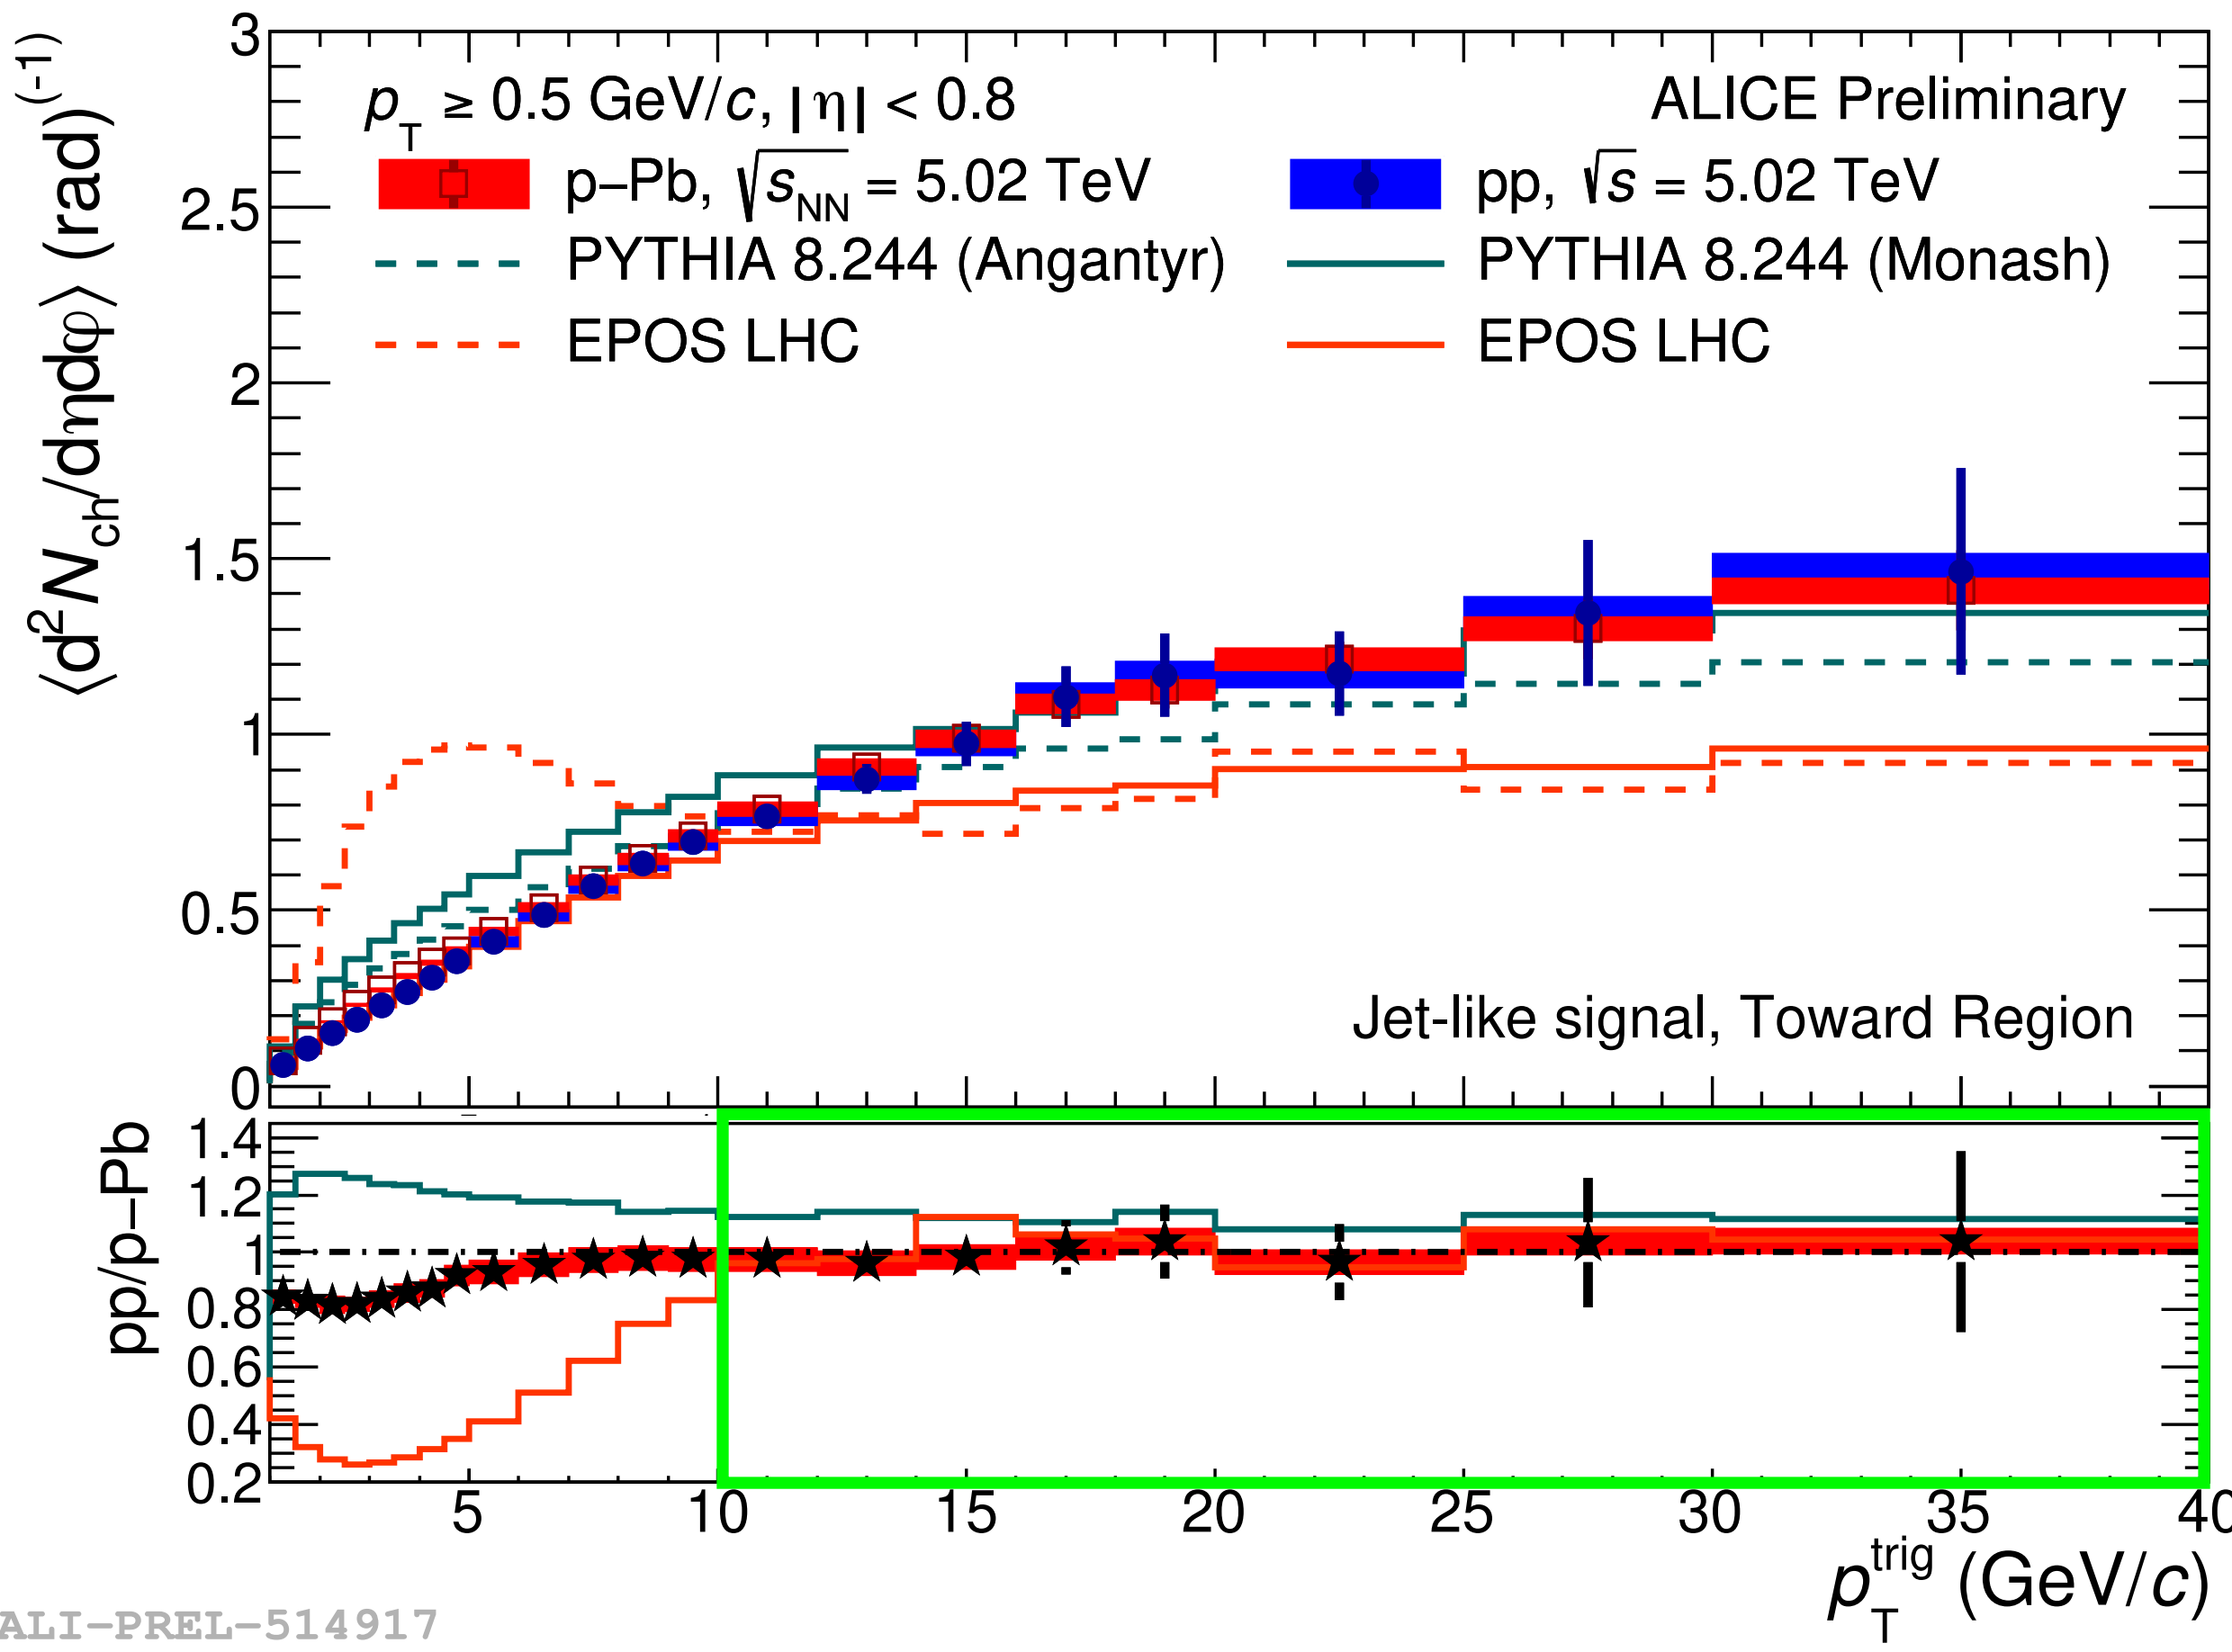 ⟨d²N_ch/dηdφ⟩ (rad)^(-1)
3
2.5
2
1.5
1
0.5
0
p_T ≥ 0.5 GeV/c, |η| < 0.8
ALICE Preliminary
p–Pb, √s_NN = 5.02 TeV
pp, √s = 5.02 TeV
PYTHIA 8.244 (Angantyr)
PYTHIA 8.244 (Monash)
EPOS LHC
EPOS LHC
Jet-like signal, Toward Region
pp/p–Pb
1.4
1.2
1
0.8
0.6
0.4
0.2
5 10 15 20 25 30 35 40
p_T^trig (GeV/c)
ALI-PREL-514917